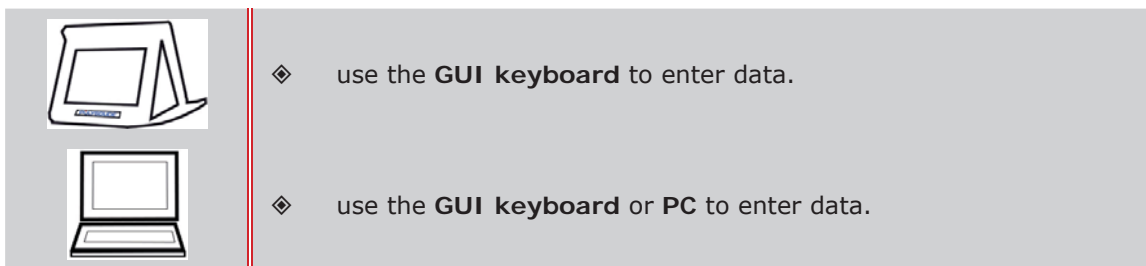 ◈ use the GUI keyboard to enter data.
◈ use the GUI keyboard or PC to enter data.